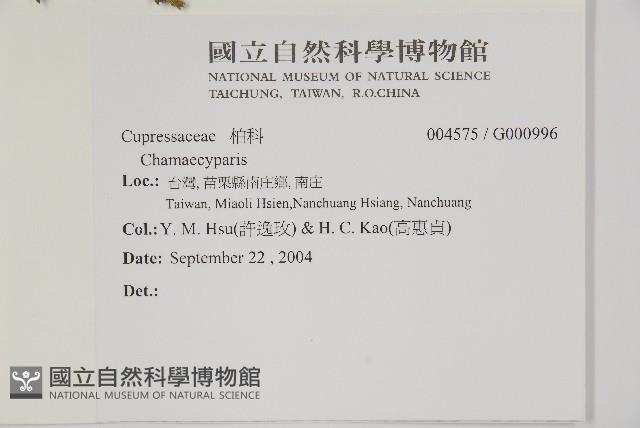 國立自然科學博物館
NATIONAL MUSEUM OF NATURAL SCIENCE
TAICHUNG, TAIWAN, R.O.CHINA
Cupressaceae 柏科 004575 / G000996
Chamaecyparis
Loc.: 台灣, 苗栗縣南庄鄉, 南庄
Taiwan, Miaoli Hsien,Nanchuang Hsiang, Nanchuang
Col.: Y. M. Hsu(許逸玫) & H. C. Kao(高惠貞)
Date: September 22 , 2004
Det.:
國立自然科學博物館
NATIONAL MUSEUM OF NATURAL SCIENCE